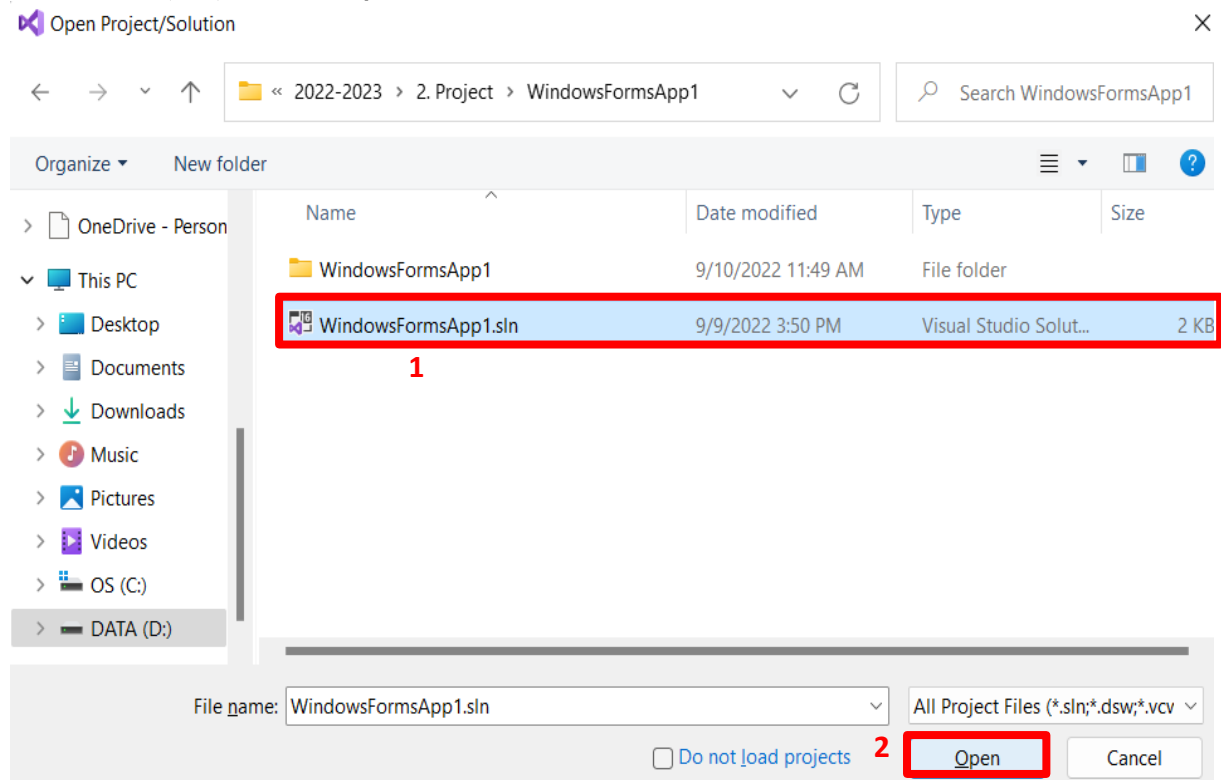 Open Project/Solution
« 2022-2023 > 2. Project > WindowsFormsApp1
Search WindowsFormsApp1
Organize New folder
Name Date modified Type Size
OneDrive - Person
This PC
Desktop
Documents
Downloads
Music
Pictures
Videos
OS (C:)
DATA (D:)
WindowsFormsApp1 9/10/2022 11:49 AM File folder
16 WindowsFormsApp1.sln 9/9/2022 3:50 PM Visual Studio Solut... 2 KB
1
File name: WindowsFormsApp1.sln All Project Files (*.sln;*.dsw;*.vcv
Do not load projects 2 Open Cancel